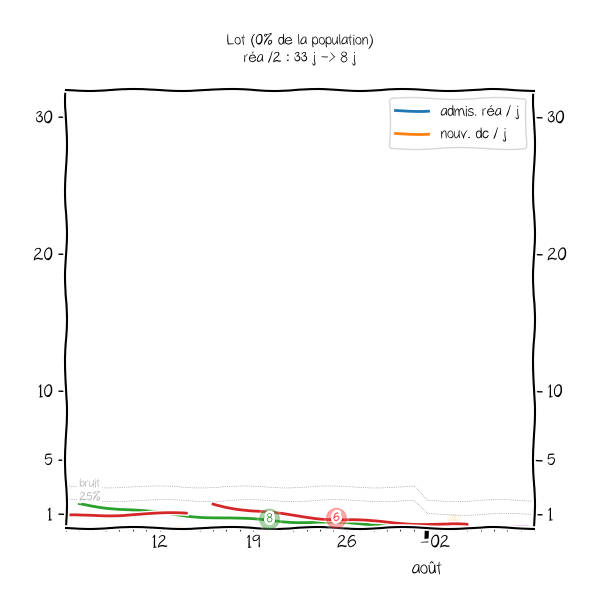 Lot (0% de la population)
réa /2 : 33 j -> 8 j
admis. réa / j
nouv. dc / j
30
30
20
20
10
10
5
5
bruit
25%
1
1
8
6
12
19
26
02
août